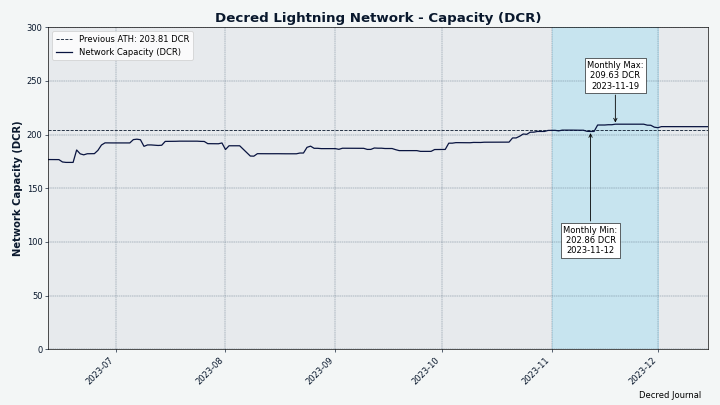 Decred Lightning Network - Capacity (DCR)
Previous ATH: 203.81 DCR
Network Capacity (DCR)
Network Capacity (DCR)
300
250
200
150
100
50
0
Monthly Max:
209.63 DCR
2023-11-19
Monthly Min:
202.86 DCR
2023-11-12
2023-07
2023-08
2023-09
2023-10
2023-11
2023-12
Decred Journal